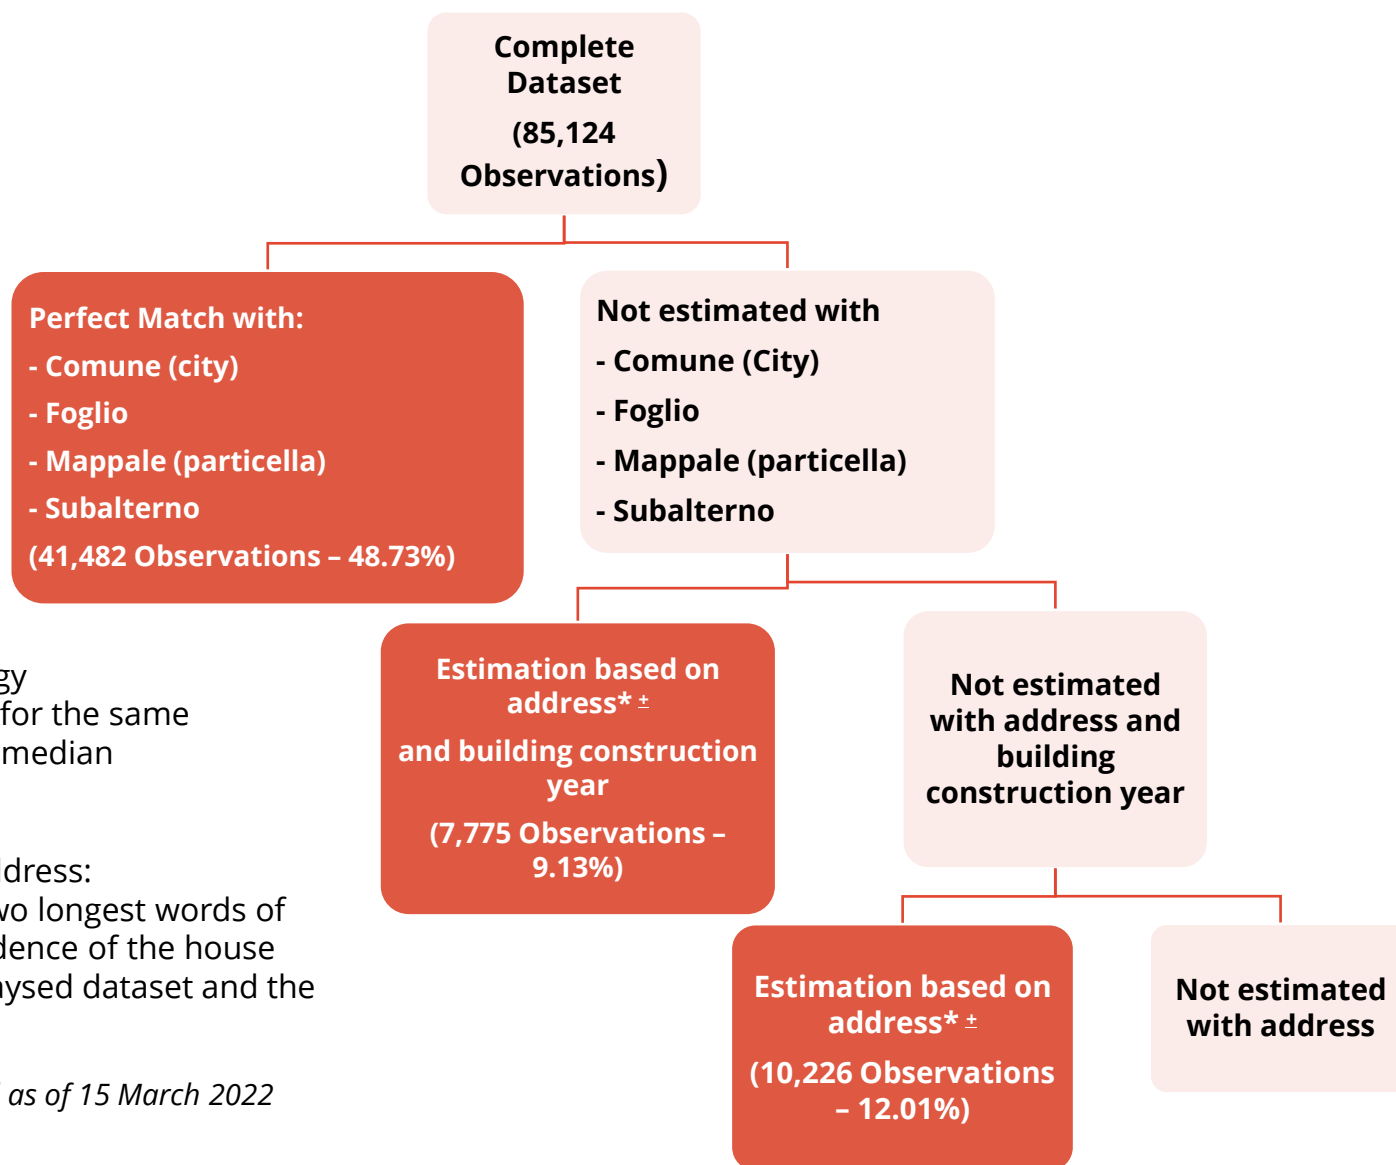 Complete
Dataset
(85,124
Observations)
Perfect Match with:
- Comune (city)
- Foglio
- Mappale (particella)
- Subalterno
(41,482 Observations – 48.73%)
Not estimated with
- Comune (City)
- Foglio
- Mappale (particella)
- Subalterno
Estimation based on
address* ±
and building construction
year
(7,775 Observations –
9.13%)
Not estimated
with address and
building
construction year
for the same
median
wo longest words of
dence of the house
aysed dataset and the
as of 15 March 2022
Estimation based on
address* ±
(10,226 Observations
– 12.01%)
Not estimated
with address